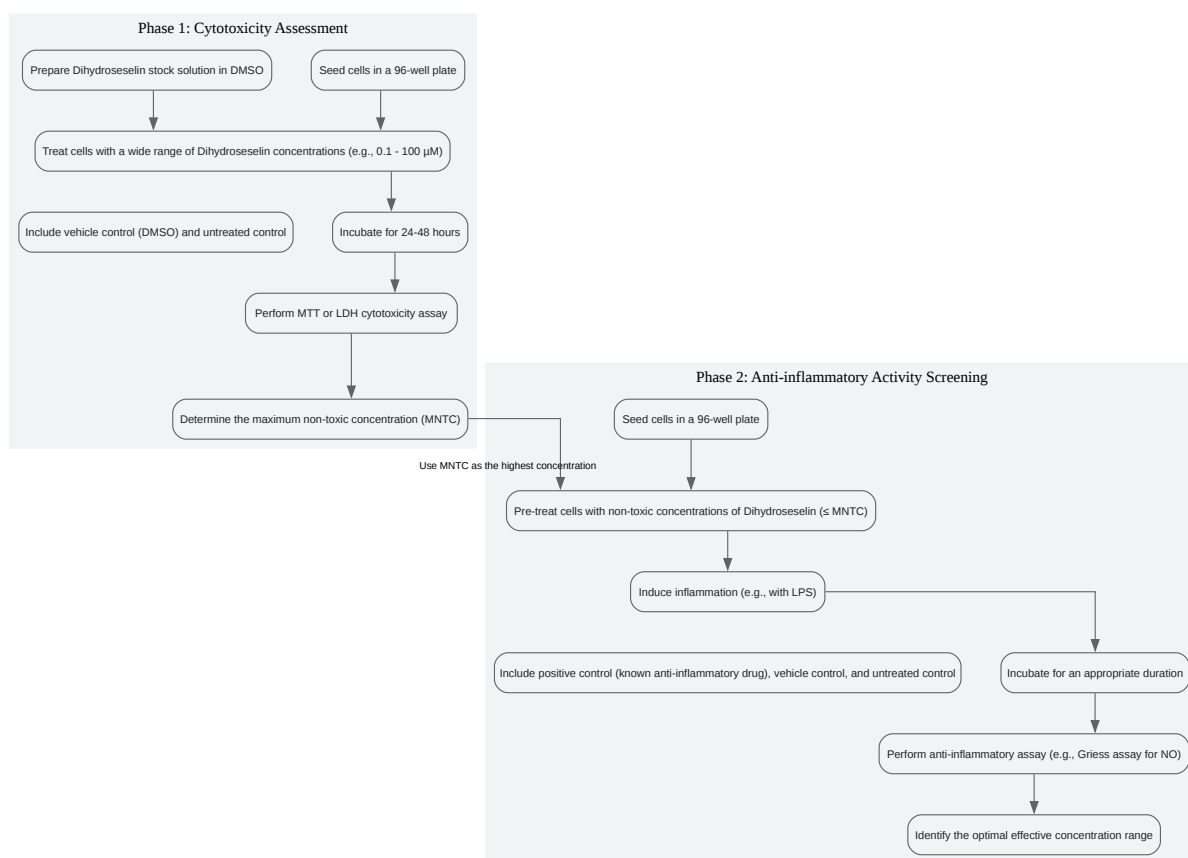 Phase 1: Cytotoxicity Assessment
Prepare Dihydroseselin stock solution in DMSO
Seed cells in a 96-well plate
Treat cells with a wide range of Dihydroseselin concentrations (e.g., 0.1 - 100 µM)
Include vehicle control (DMSO) and untreated control
Incubate for 24-48 hours
Perform MTT or LDH cytotoxicity assay
Determine the maximum non-toxic concentration (MNTC)
Use MNTC as the highest concentration
Phase 2: Anti-inflammatory Activity Screening
Seed cells in a 96-well plate
Pre-treat cells with non-toxic concentrations of Dihydroseselin (≤ MNTC)
Induce inflammation (e.g., with LPS)
Include positive control (known anti-inflammatory drug), vehicle control, and untreated control
Incubate for an appropriate duration
Perform anti-inflammatory assay (e.g., Griess assay for NO)
Identify the optimal effective concentration range